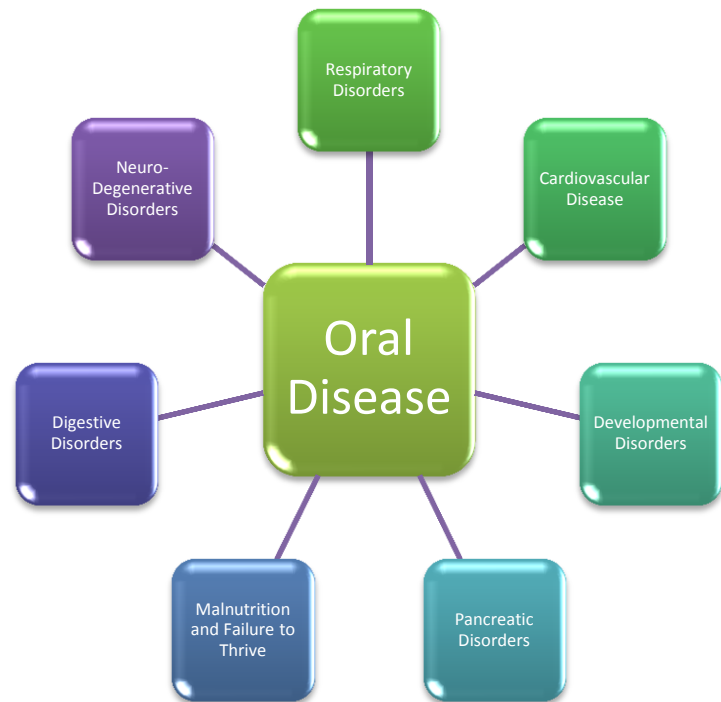 Respiratory
Disorders
Neuro-
Degenerative
Disorders
Cardiovascular
Disease
Oral
Disease
Digestive
Disorders
Developmental
Disorders
Malnutrition
and Failure to
Thrive
Pancreatic
Disorders